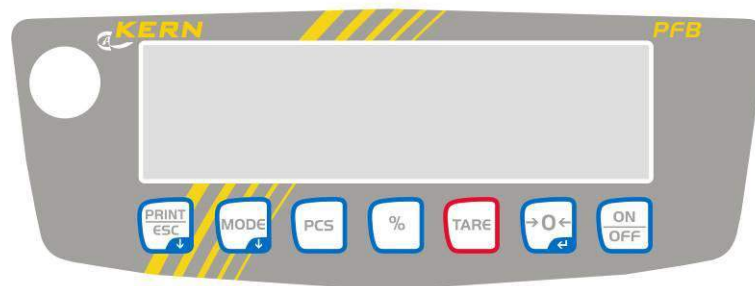 KERN PFB
PRINT ESC MODE PCS % TARE →0← ON OFF